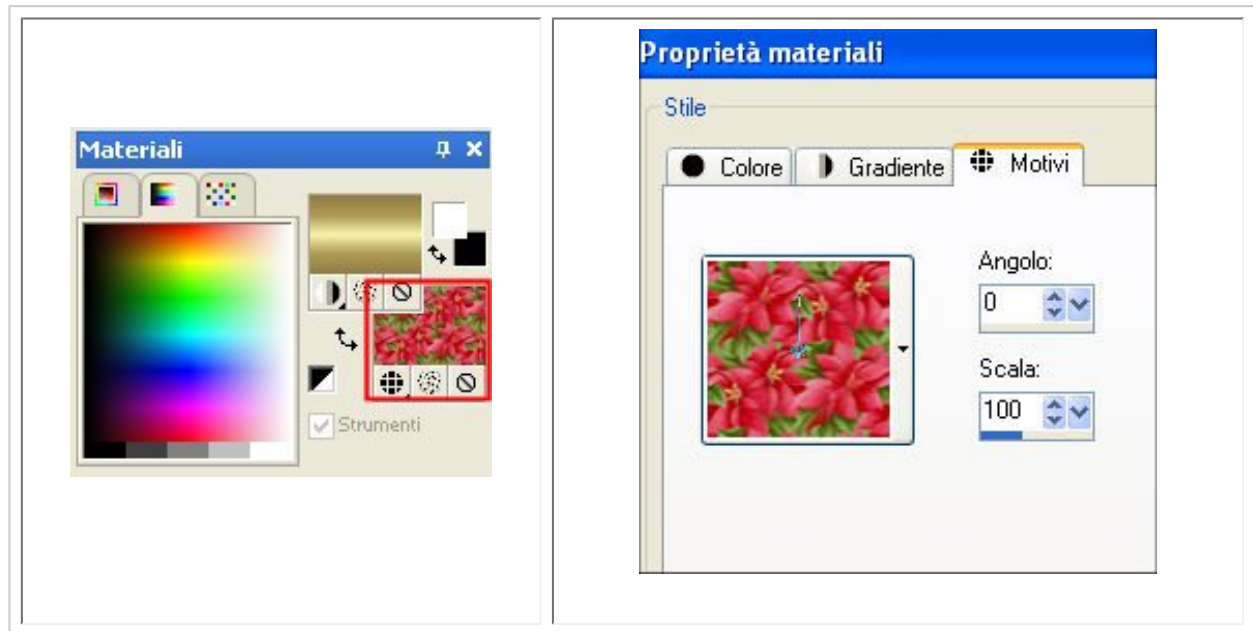 Materiali
Strumenti
Proprietà materiali
Stile
Colore Gradiente Motivi
Angolo:
0
Scala:
100